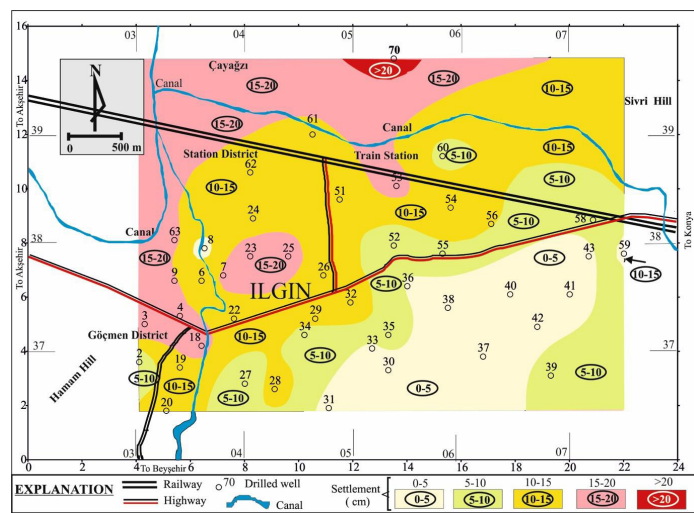 03 04 05 06 07
16
14
12
10
8
6
4
2
0
70
Çayağzı
>20
15-20
15-20
10-15
Sivri Hill
N
0 500 m
Canal
To Akşehir
39
15-20
61
Canal
39
Station District
Train Station
60
5-10
10-15
62
10-15
53
5-10
24
51
10-15
54
56
5-10
58
Canal
63
8
38
38
To Konya
23
25
52
55
43
59
0-5
15-20
9
6
7
15-20
26
10-15
To Akşehir
ILGIN
5-10
36
40
41
32
38
3
4
22
29
42
Göçmen District
18
10-15
34
35
37
33
37
2
5-10
19
10-15
5-10
30
37
39
5-10
Hamam Hill
27
28
5-10
0-5
20
31
03 04 05 06 07
0 2 4 6 8 10 12 14 16 18 20 22 24
To Beyşehir
EXPLANATION
Railway
Highway
70 Drilled well
Canal
Settlement
( cm)
0-5 5-10 10-15 15-20 >20
0-5 5-10 10-15 15-20 >20